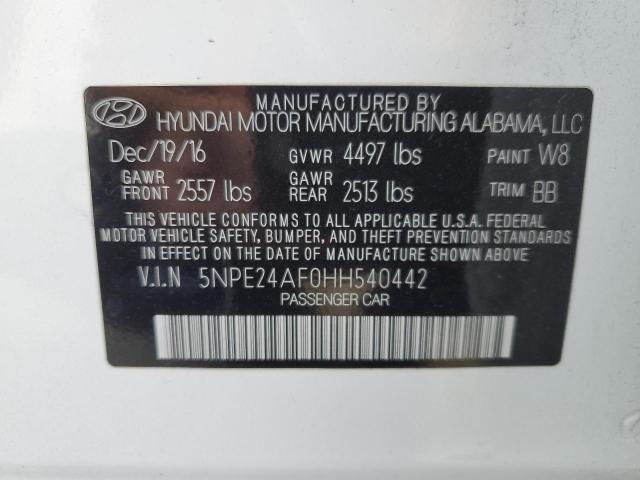 MANUFACTURED BY
HYUNDAI MOTOR MANUFACTURING ALABAMA, LLC
Dec/19/16 GVWR 4497 lbs PAINT W8
GAWR FRONT 2557 lbs GAWR REAR 2513 lbs TRIM BB
THIS VEHICLE CONFORMS TO ALL APPLICABLE U.S.A. FEDERAL
MOTOR VEHICLE SAFETY, BUMPER, AND THEFT PREVENTION STANDARDS
IN EFFECT ON THE DATE OF MANUFACTURE SHOWN ABOVE.
V.I.N 5NPE24AF0HH540442
PASSENGER CAR